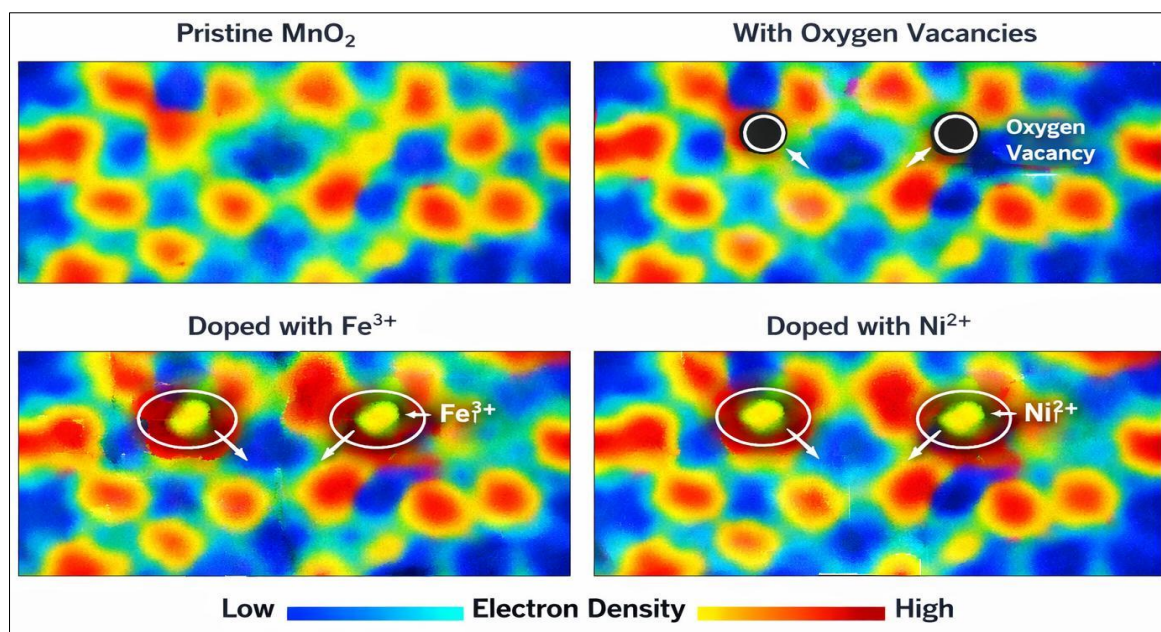 Pristine MnO₂
With Oxygen Vacancies
Oxygen
Vacancy
Doped with Fe³⁺
Doped with Ni²⁺
Fe³⁺
Ni²⁺
Low Electron Density High